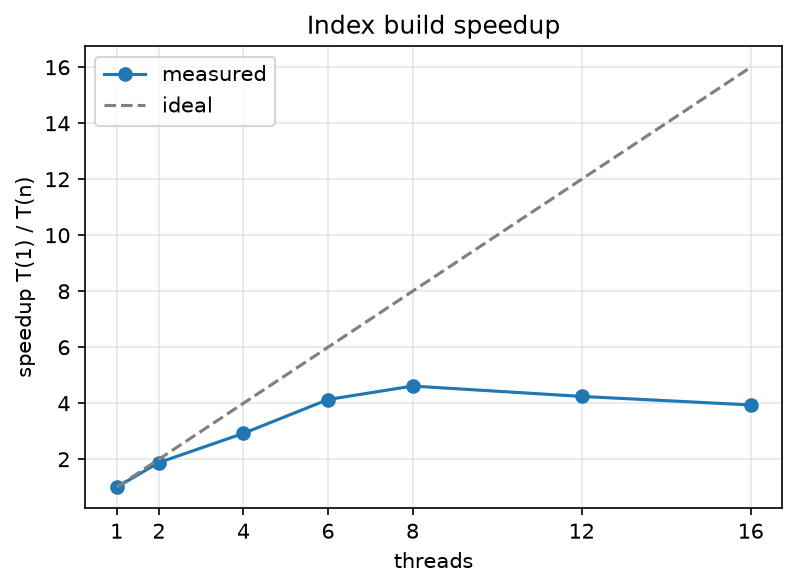 Index build speedup
measured
ideal
speedup T(1) / T(n)
16
14
12
10
8
6
4
2
1 2 4 6 8 12 16
threads